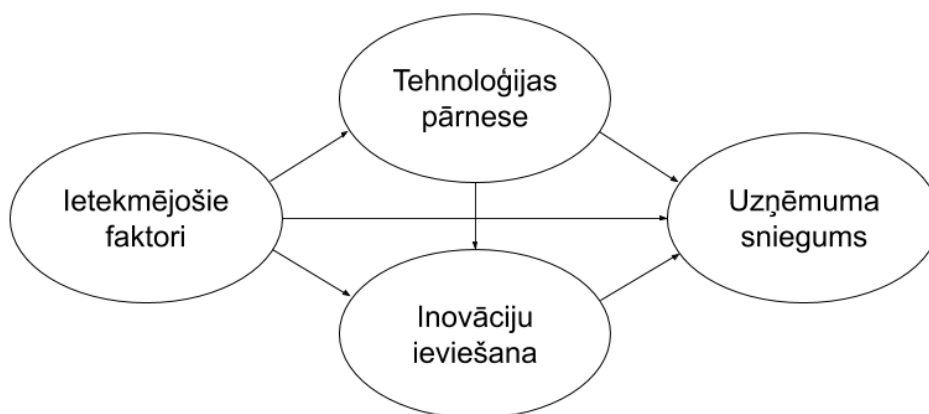 Tehnoloģijas
pārnese
Ietekmējošie
faktori
Uzņēmuma
sniegums
Inovāciju
ieviešana